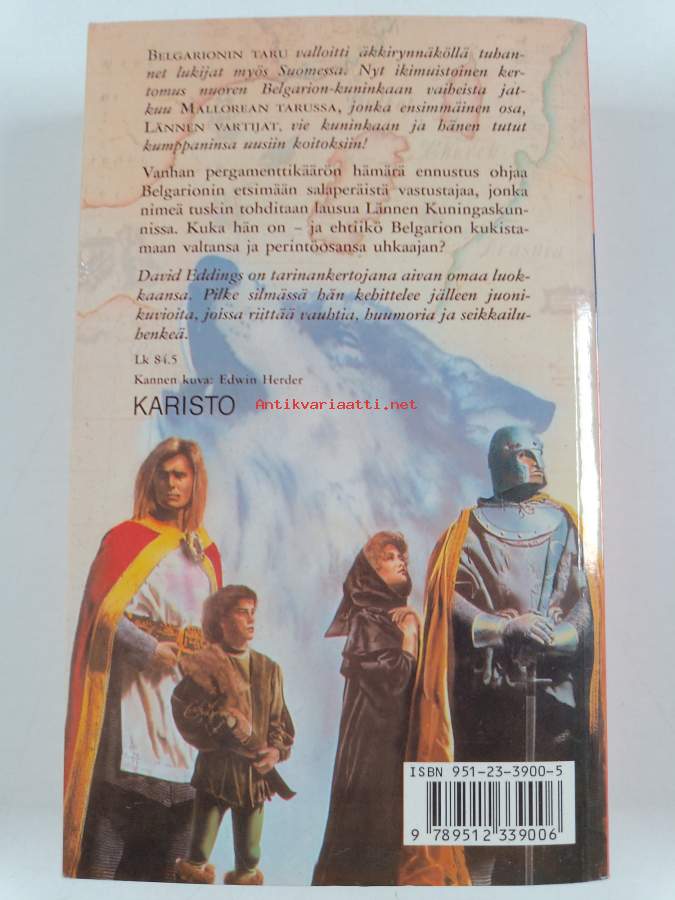 BELGARIONIN TARU valloitti äkkirynnäköllä tuhan-
net lukijat myös Suomessa. Nyt ikimuistoinen ker-
tomus nuoren Belgarion-kuninkaan vaiheista jat-
kuu MALLOREAN TARUSSA, jonka ensimmäinen osa,
LÄNNEN VARTIJAT, vie kuninkaan ja hänen tutut
kumppaninsa uusiin koitoksiin!
Vanhan pergamenttikäärön hämärä ennustus ohjaa
Belgarionin etsimään salaperäistä vastustajaa, jonka
nimeä tuskin tohditaan lausua Lännen Kuningaskun-
nissa. Kuka hän on – ja ehtiikö Belgarion kukista-
maan valtansa ja perintöosansa uhkaajan?
David Eddings on tarinankertojana aivan omaa luok-
kaansa. Pilke silmässä hän kehittelee jälleen juoni-
kuvioita, joissa riittää vauhtia, huumoria ja seikkailu-
henkeä.
Lk 84.5
Kannen kuva: Edwin Herder
KARISTO
Antikvariaatti.net
ISBN 951-23-3900-5
9 789512 339006